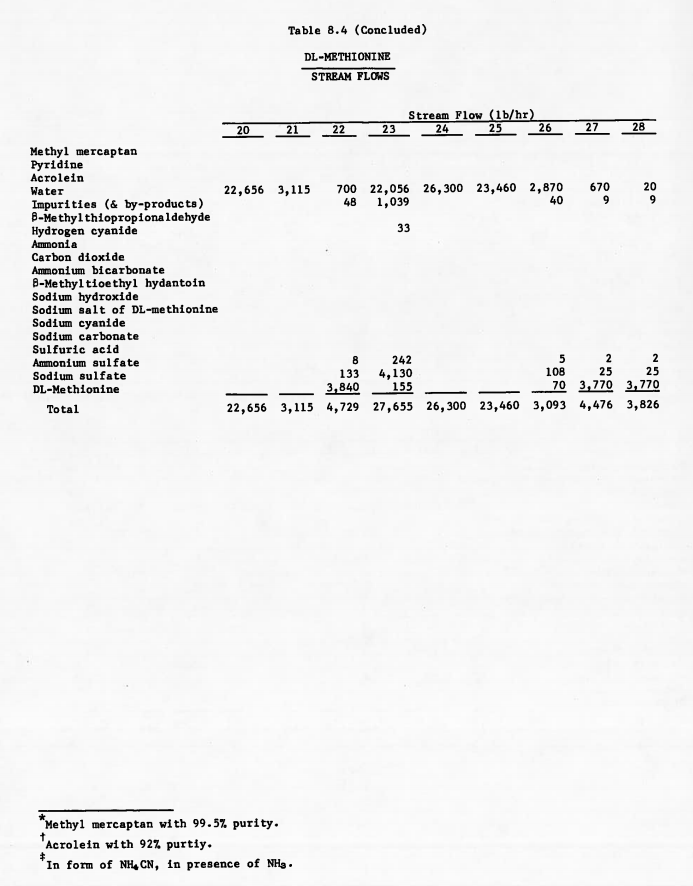 Table 8.4 (Concluded)
DL-METHIONINE
STREAM FLOWS
Stream Flow (lb/hr)
20 21 22 23 24 25 26 27 28
Methyl mercaptan
Pyridine
Acrolein
Water 22,656 3,115 700 22,056 26,300 23,460 2,870 670 20
Impurities (& by-products) 48 1,039 40 9 9
β-Methylthiopropionaldehyde
Hydrogen cyanide 33
Ammonia
Carbon dioxide
Ammonium bicarbonate
β-Methyltioethyl hydantoin
Sodium hydroxide
Sodium salt of DL-methionine
Sodium cyanide
Sodium carbonate
Sulfuric acid
Ammonium sulfate 8 242 5 2 2
Sodium sulfate 133 4,130 108 25 25
DL-Methionine 3,840 155 70 3,770 3,770
Total 22,656 3,115 4,729 27,655 26,300 23,460 3,093 4,476 3,826
*Methyl mercaptan with 99.5% purity.
†Acrolein with 92% purtiy.
‡In form of NH₄CN, in presence of NH₃.